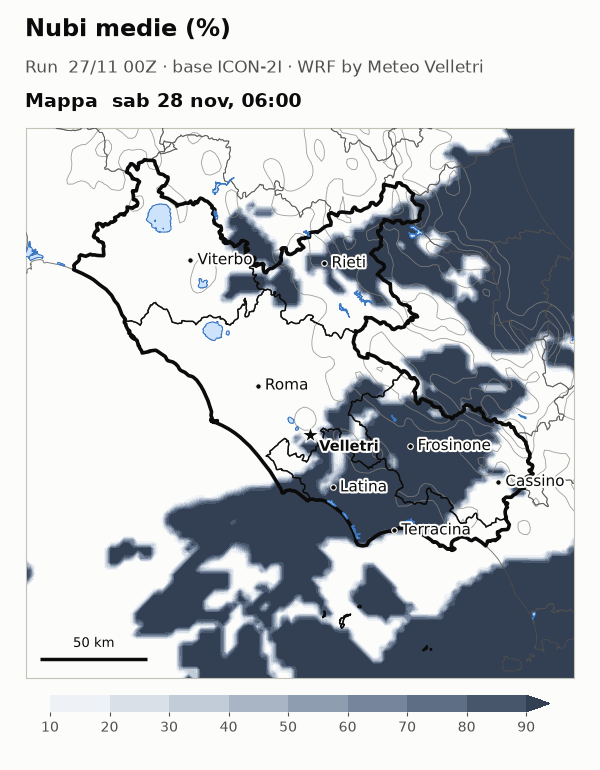 Nubi medie (%)
Run  27/11 00Z · base ICON-2I · WRF by Meteo Velletri
Mappa  sab 28 nov, 06:00
Viterbo
Rieti
Roma
Velletri
Frosinone
Latina
Cassino
Terracina
50 km
10 20 30 40 50 60 70 80 90